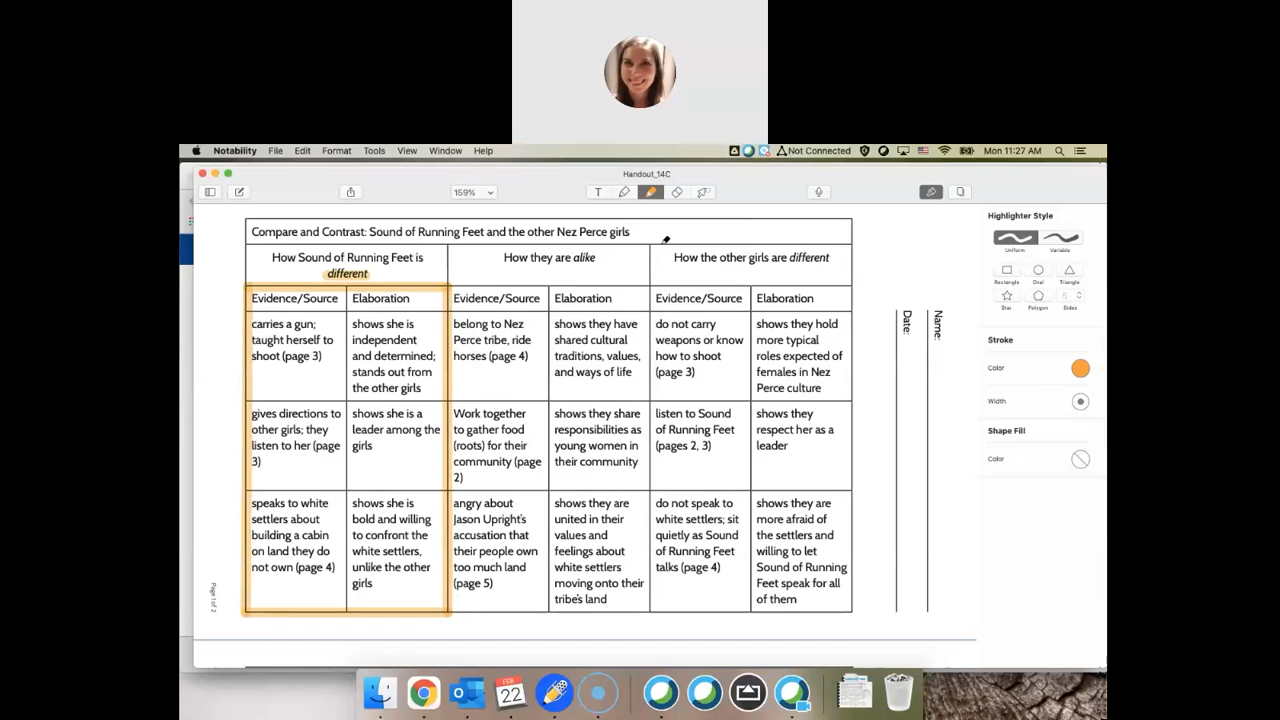 Notability File Edit Format Tools View Window Help
Not Connected
Mon 11:27 AM
Handout_14C
159%
T
Compare and Contrast: Sound of Running Feet and the other Nez Perce girls
How Sound of Running Feet is
different
How they are alike
How the other girls are different
Evidence/Source
Elaboration
Evidence/Source
Elaboration
Evidence/Source
Elaboration
carries a gun;
taught herself to
shoot (page 3)
shows she is
independent
and determined;
stands out from
the other girls
belong to Nez
Perce tribe, ride
horses (page 4)
shows they have
shared cultural
traditions, values,
and ways of life
do not carry
weapons or know
how to shoot
(page 3)
shows they hold
more typical
roles expected of
females in Nez
Perce culture
gives directions to
other girls; they
listen to her (page
3)
shows she is a
leader among the
girls
Work together
to gather food
(roots) for their
community (page
2)
shows they share
responsibilities as
young women in
their community
listen to Sound
of Running Feet
(pages 2, 3)
shows they
respect her as a
leader
speaks to white
settlers about
building a cabin
on land they do
not own (page 4)
shows she is
bold and willing
to confront the
white settlers,
unlike the other
girls
angry about
Jason Upright's
accusation that
their people own
too much land
(page 5)
shows they are
united in their
values and
feelings about
white settlers
moving onto their
tribe's land
do not speak to
white settlers; sit
quietly as Sound
of Running Feet
talks (page 4)
shows they are
more afraid of
the settlers and
willing to let
Sound of Running
Feet speak for all
of them
Name:
Date:
Page 1 of 2
Highlighter Style
Uniform
Variable
Rectangle
Oval
Triangle
Star
Polygon
5
Sides
Stroke
Color
Width
Shape Fill
Color
FEB
22